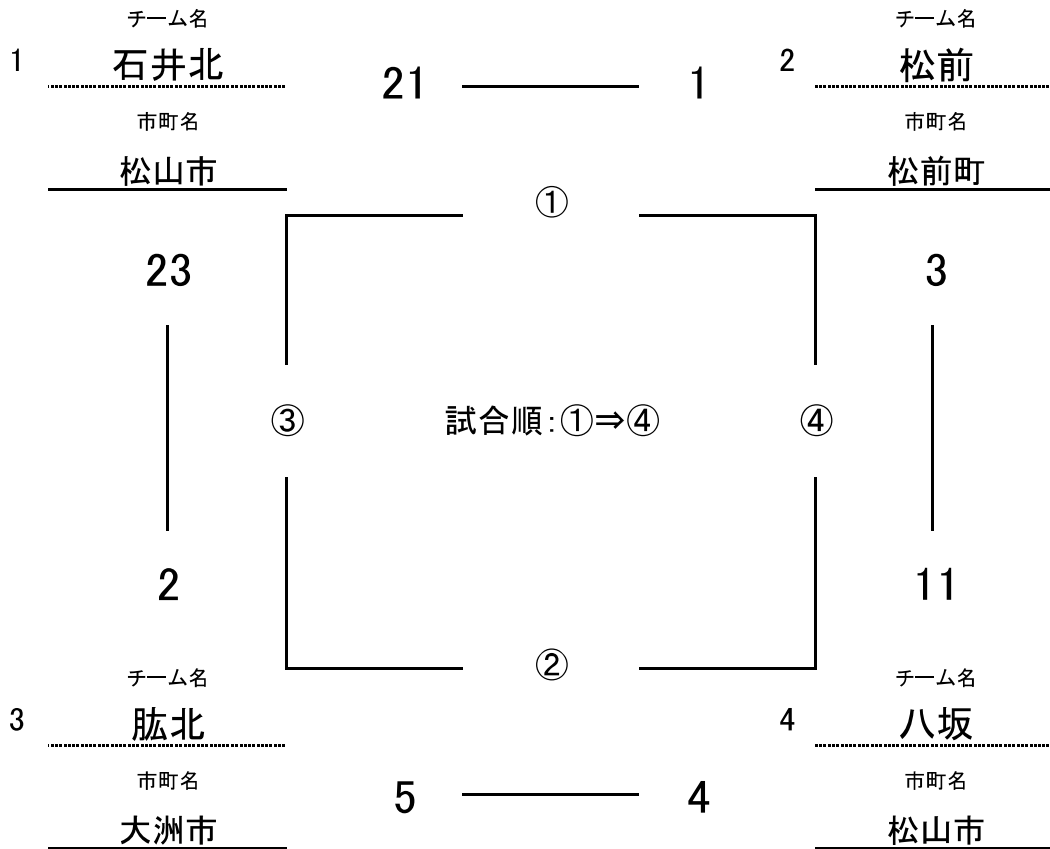 チーム名 チーム名
1 石井北 21 1 2 松前
市町名 市町名
松山市 松前町
①
23 3
③ 試合順：①⇒④ ④
2 11
②
チーム名 チーム名
3 肱北 4 八坂
市町名 5 4 市町名
大洲市 松山市